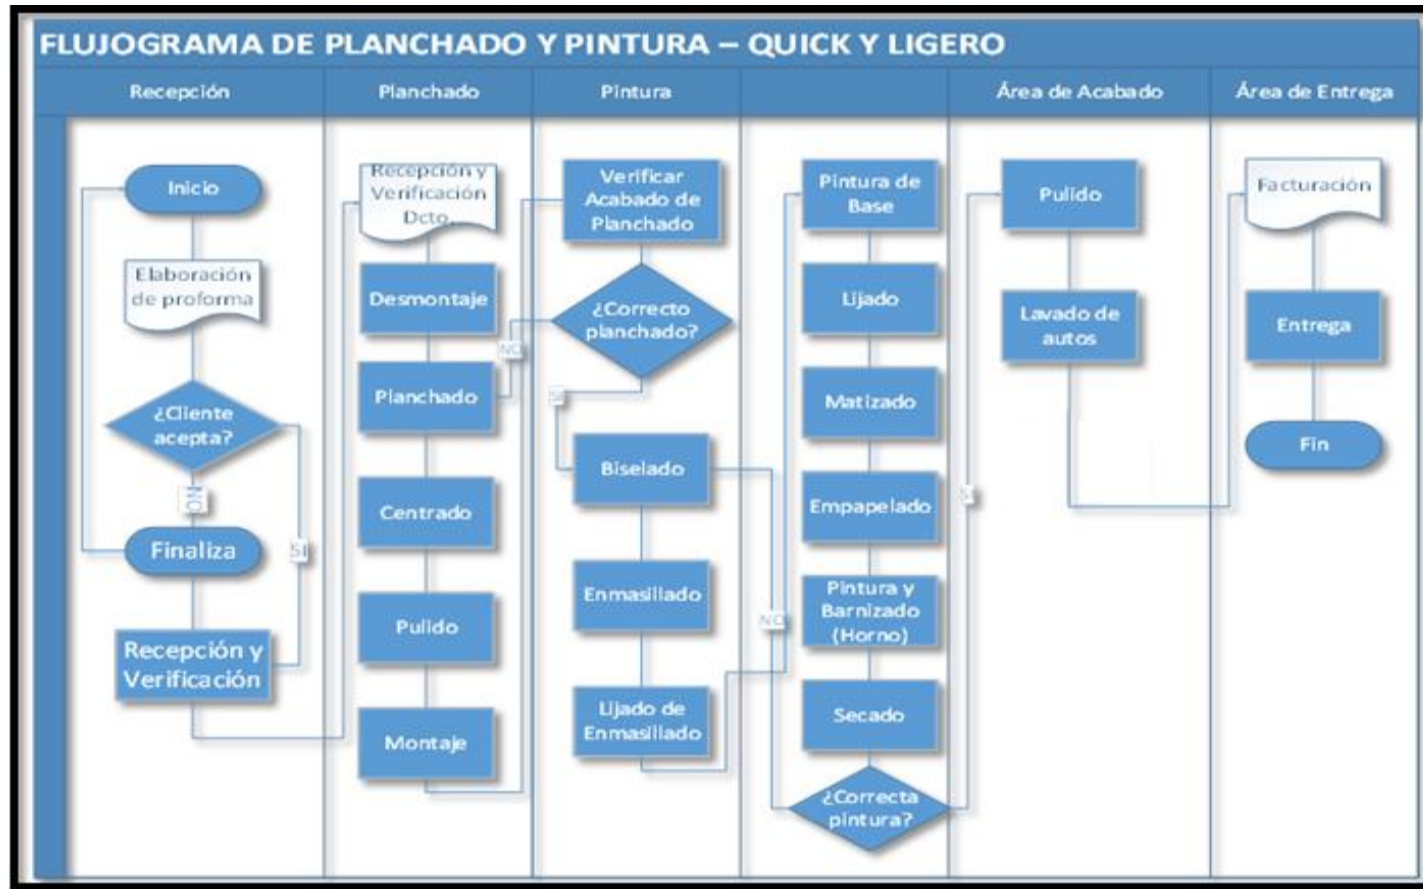 FLUJOGRAMA DE PLANCHADO Y PINTURA – QUICK Y LIGERO
Recepción
Planchado
Pintura
Área de Acabado
Área de Entrega
Inicio
Elaboración
de proforma
¿Cliente
acepta?
NO
SI
Finaliza
Recepción y
Verificación
Recepción y
Verificación
Dcto.
Desmontaje
Planchado
Centrado
Pulido
Montaje
Verificar
Acabado de
Planchado
¿Correcto
planchado?
NO
SI
Biselado
Enmasillado
Lijado de
Enmasillado
Pintura de
Base
Lijado
Matizado
Empapelado
Pintura y
Barnizado
(Horno)
Secado
¿Correcta
pintura?
NO
SI
Pulido
Lavado de
autos
Facturación
Entrega
Fin